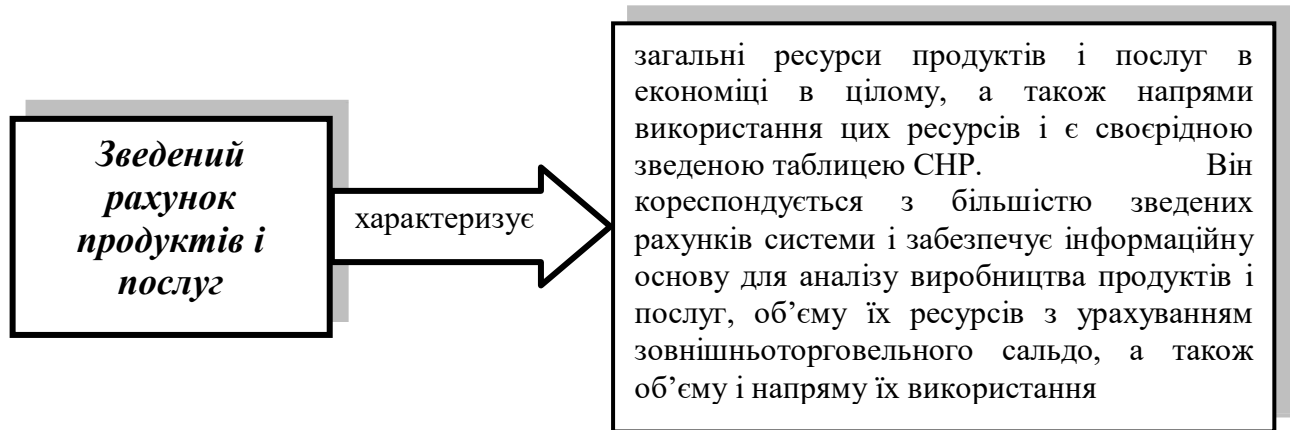 Зведений
рахунок
продуктів і
послуг
характеризує
загальні ресурси продуктів і послуг в
економіці в цілому, а також напрями
використання цих ресурсів і є своєрідною
зведеною таблицею СНР. Він
кореспондується з більшістю зведених
рахунків системи і забезпечує інформаційну
основу для аналізу виробництва продуктів і
послуг, об’єму їх ресурсів з урахуванням
зовнішньоторговельного сальдо, а також
об’єму і напряму їх використання